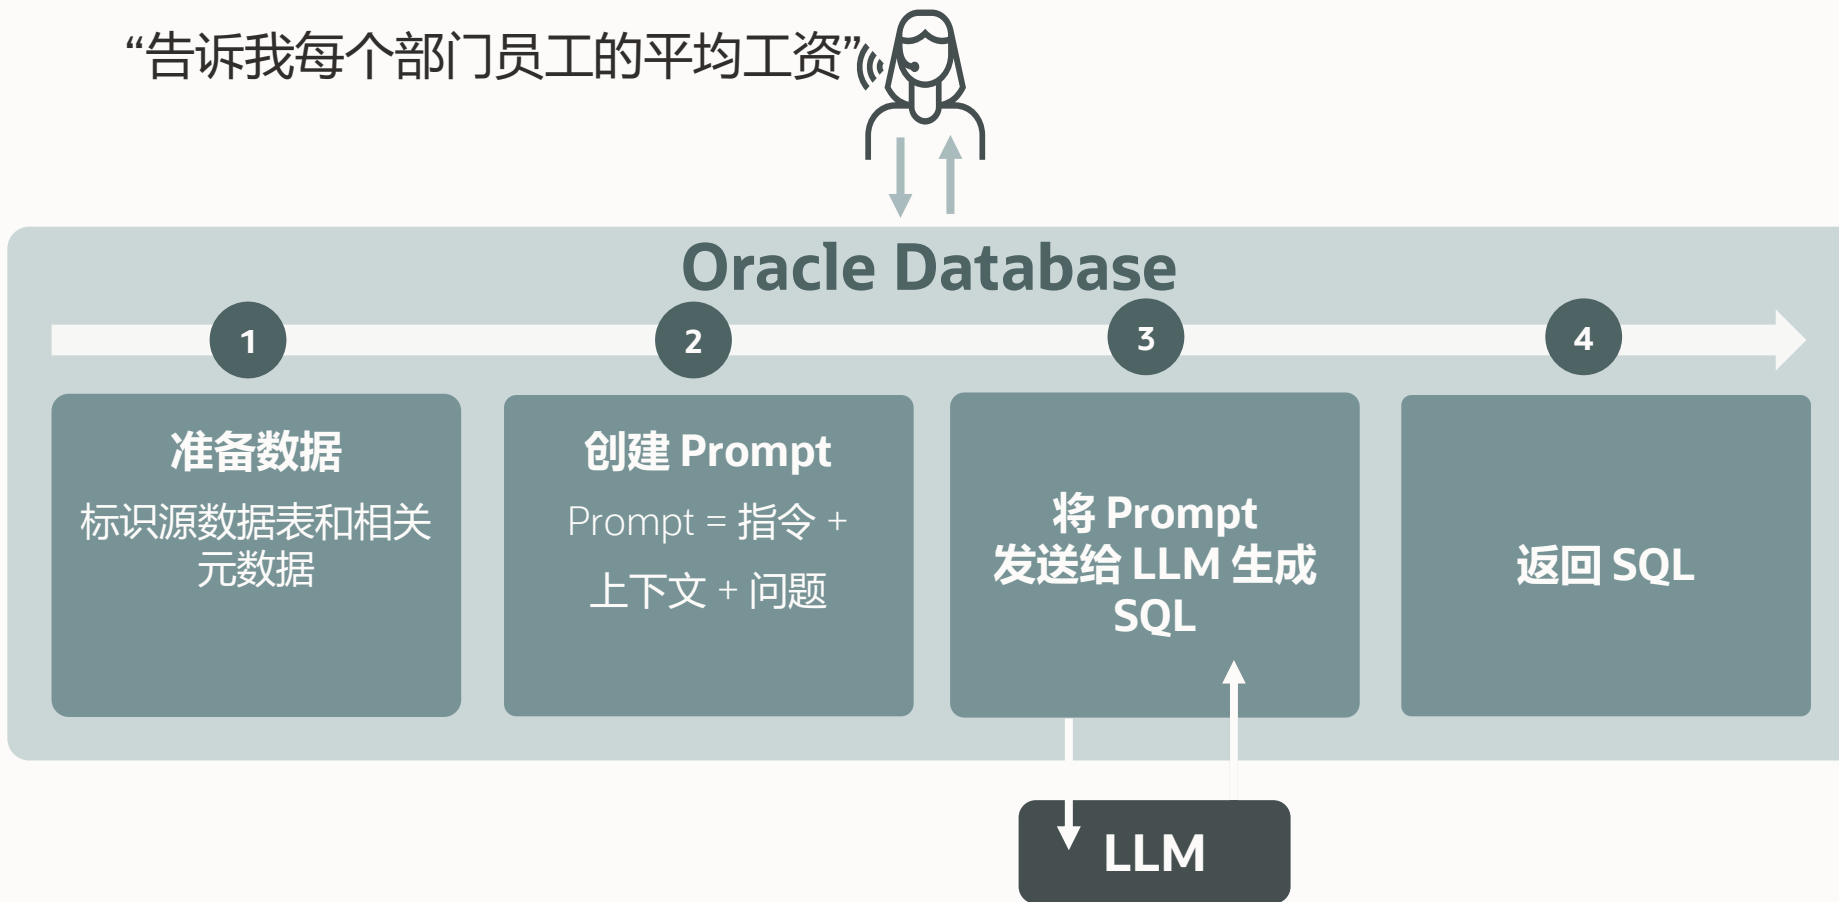 “告诉我每个部门员工的平均工资”
Oracle Database
1
2
3
4
准备数据
标识源数据表和相关
元数据
创建 Prompt
Prompt = 指令 +
上下文 + 问题
将 Prompt
发送给 LLM 生成
SQL
返回 SQL
LLM